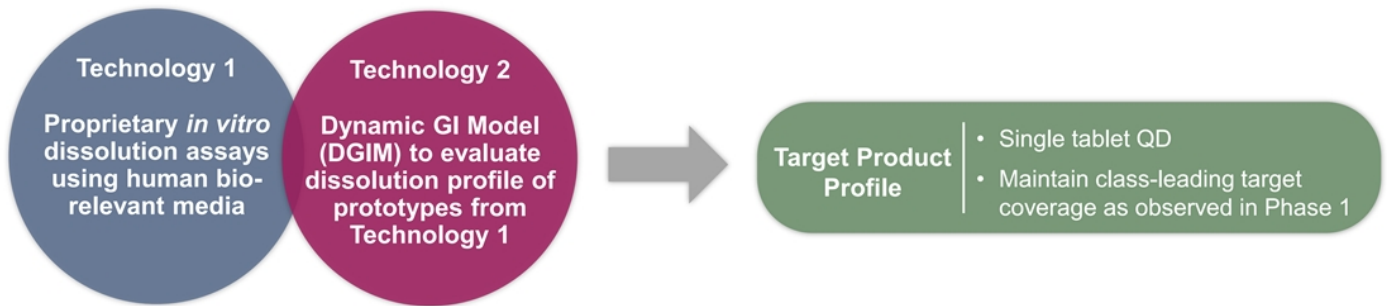 Technology 1
Proprietary in vitro
dissolution assays
using human bio-
relevant media
Technology 2
Dynamic GI Model
(DGIM) to evaluate
dissolution profile of
prototypes from
Technology 1
Target Product
Profile
• Single tablet QD
• Maintain class-leading target
coverage as observed in Phase 1